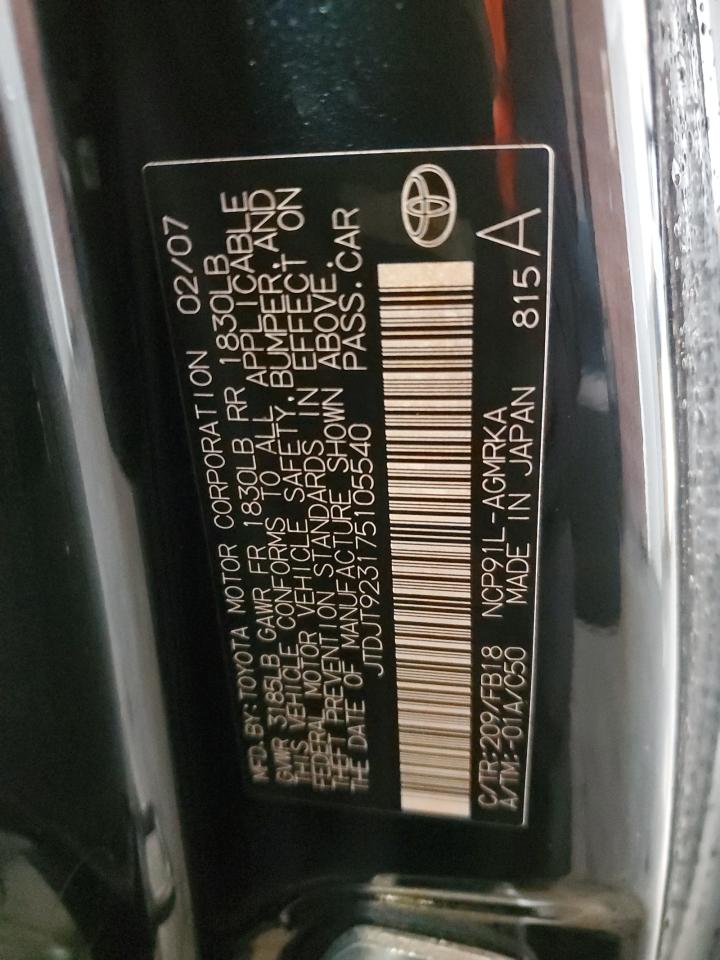 MFD. BY: TOYOTA MOTOR CORPORATION 02/07
GVWR 3185LB GAWR FR 1830LB RR 1830LB
THIS VEHICLE CONFORMS TO ALL APPLICABLE
FEDERAL MOTOR VEHICLE SAFETY, BUMPER, AND
THEFT PREVENTION STANDARDS IN EFFECT ON
THE DATE OF MANUFACTURE SHOWN ABOVE.
JTDJT923175105540 PASS. CAR
C/TR:209/FB18 NCP91L-AGMRKA
A/TM:-01A/C50 MADE IN JAPAN 815 A